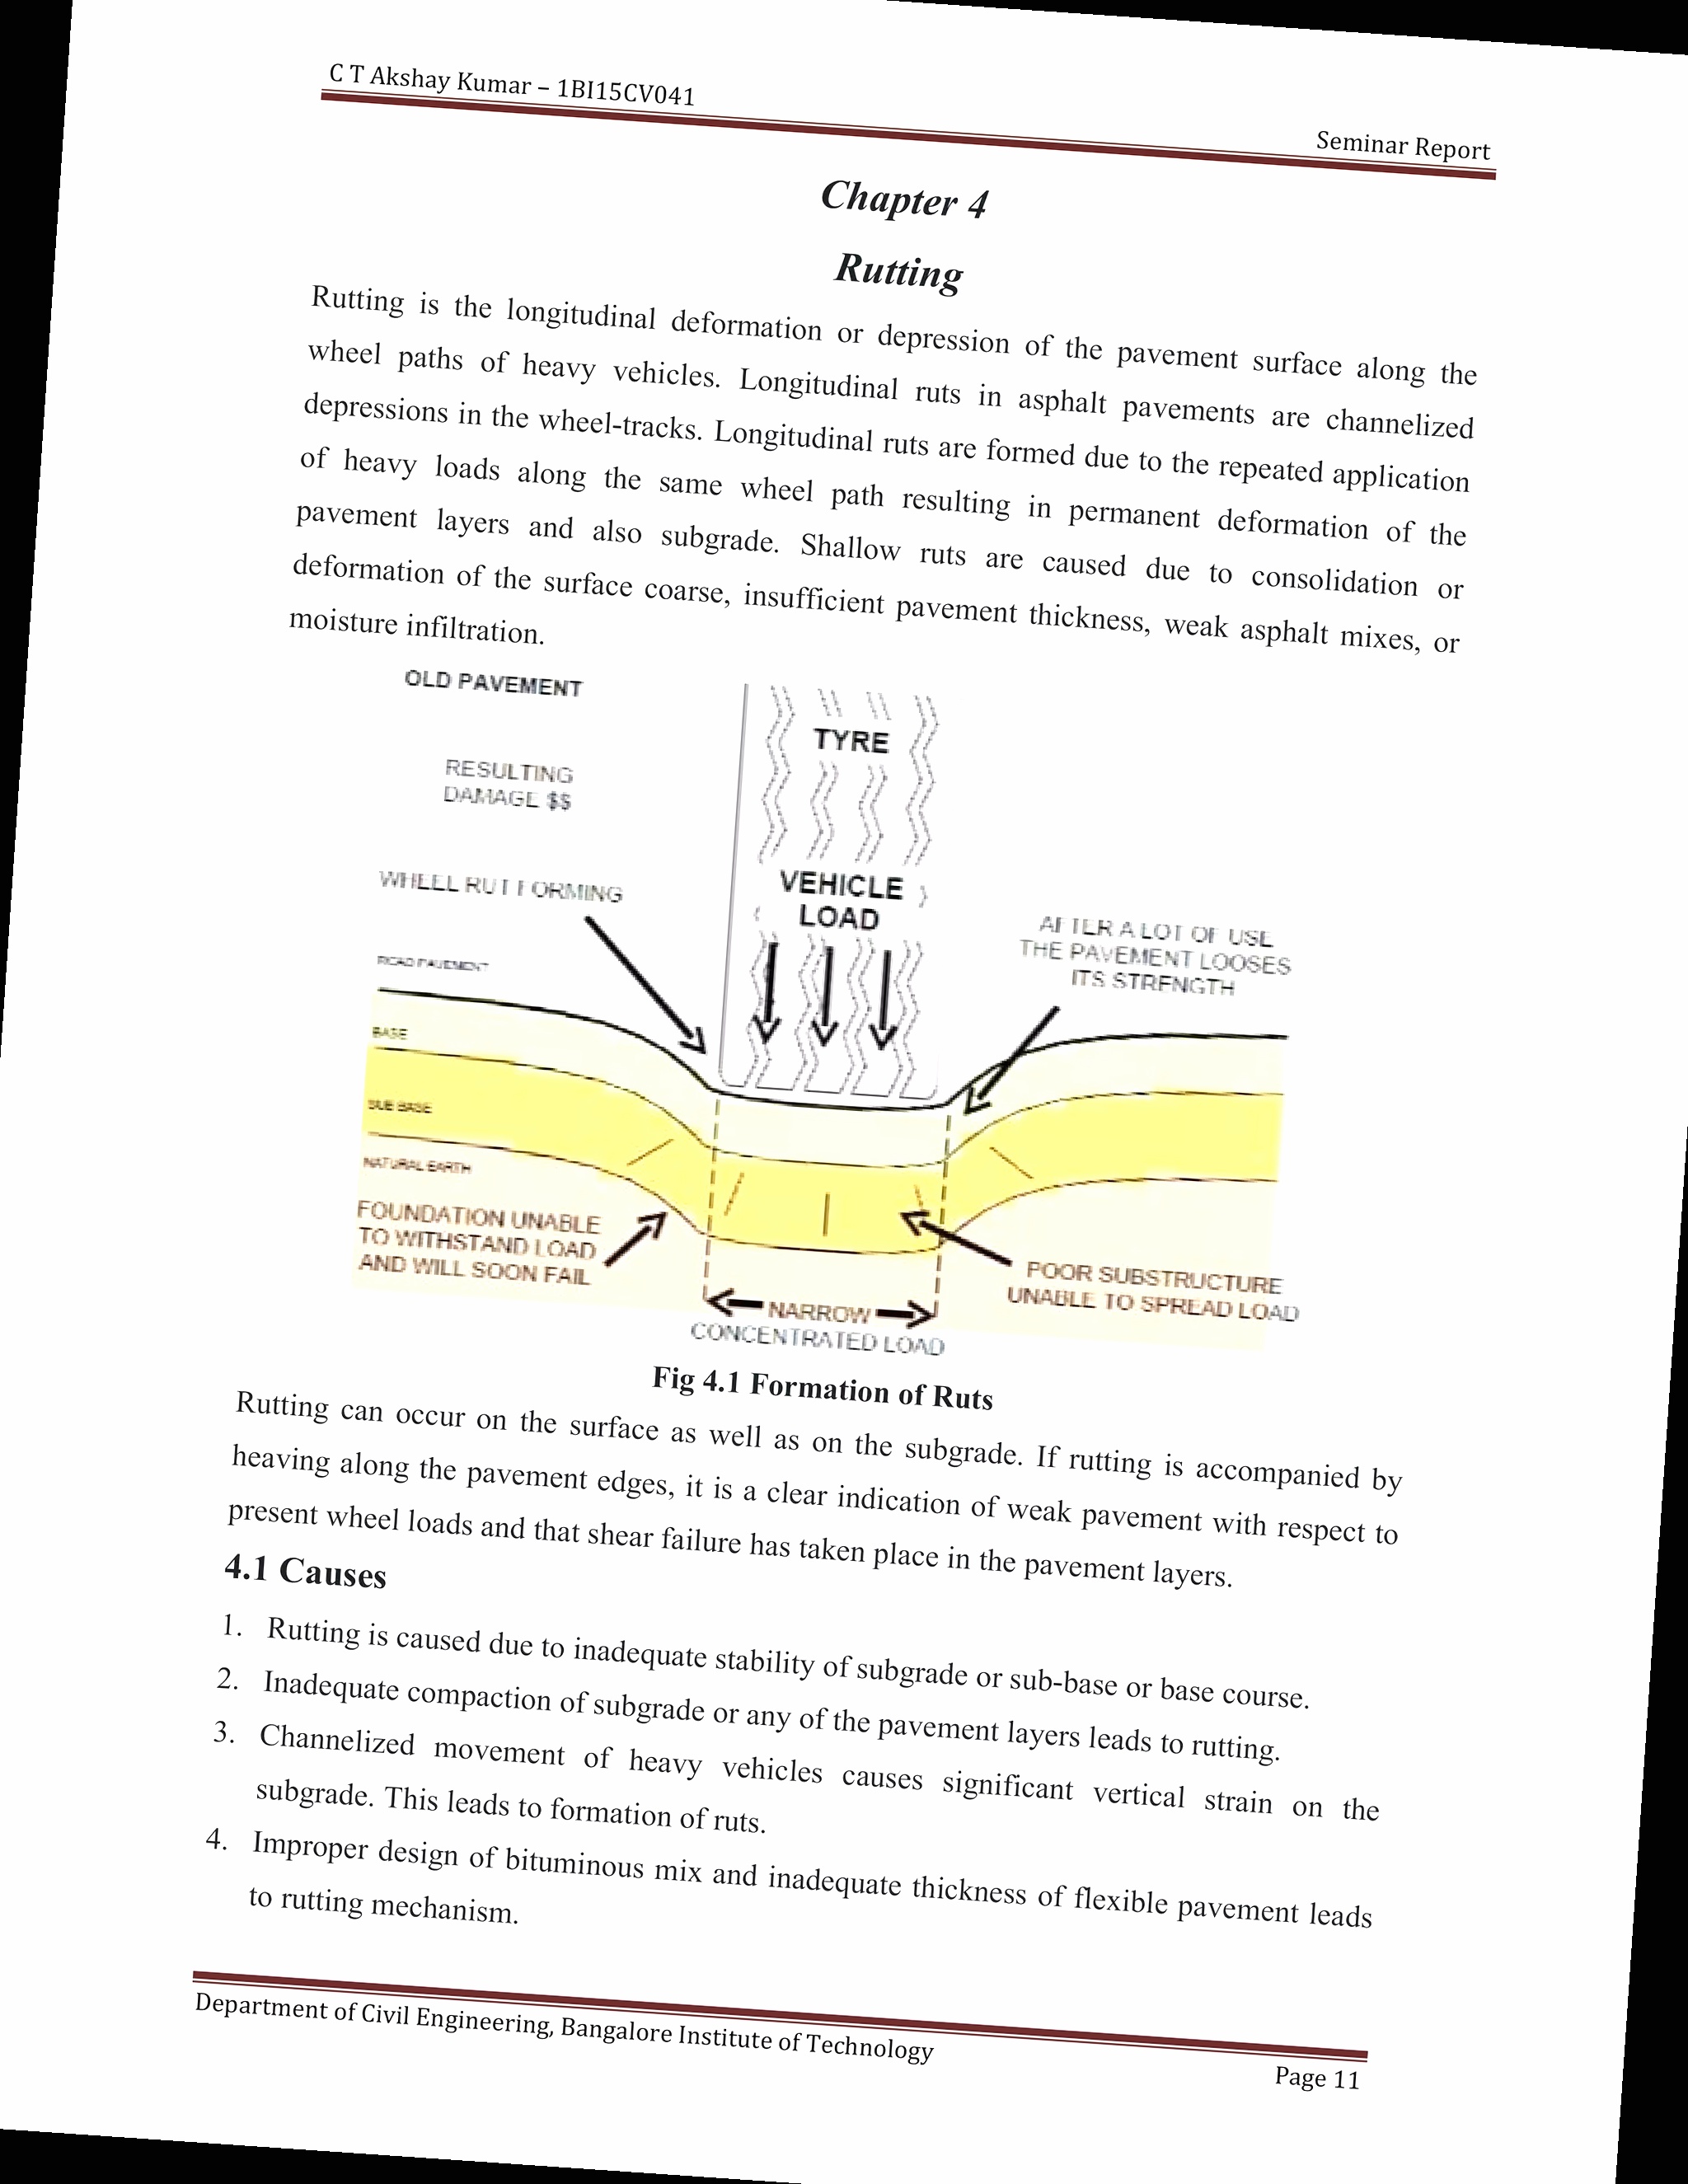 C T Akshay Kumar – 1BI15CV041
Seminar Report
Chapter 4
Rutting
Rutting is the longitudinal deformation or depression of the pavement surface along the
wheel paths of heavy vehicles. Longitudinal ruts in asphalt pavements are channelized
depressions in the wheel-tracks. Longitudinal ruts are formed due to the repeated application
of heavy loads along the same wheel path resulting in permanent deformation of the
pavement layers and also subgrade. Shallow ruts are caused due to consolidation or
deformation of the surface coarse, insufficient pavement thickness, weak asphalt mixes, or
moisture infiltration.
OLD PAVEMENT
TYRE
RESULTING
DAMAGE $$
WHEEL RUT FORMING
VEHICLE
LOAD
AFTER A LOT OF USE
THE PAVEMENT LOOSES
ITS STRENGTH
ROAD PAVEMENT
BASE
SUB BASE
NATURAL EARTH
FOUNDATION UNABLE
TO WITHSTAND LOAD
AND WILL SOON FAIL
POOR SUBSTRUCTURE
UNABLE TO SPREAD LOAD
NARROW
CONCENTRATED LOAD
Fig 4.1 Formation of Ruts
Rutting can occur on the surface as well as on the subgrade. If rutting is accompanied by
heaving along the pavement edges, it is a clear indication of weak pavement with respect to
present wheel loads and that shear failure has taken place in the pavement layers.
4.1 Causes
1. Rutting is caused due to inadequate stability of subgrade or sub-base or base course.
2. Inadequate compaction of subgrade or any of the pavement layers leads to rutting.
3. Channelized movement of heavy vehicles causes significant vertical strain on the
subgrade. This leads to formation of ruts.
4. Improper design of bituminous mix and inadequate thickness of flexible pavement leads
to rutting mechanism.
Department of Civil Engineering, Bangalore Institute of Technology
Page 11